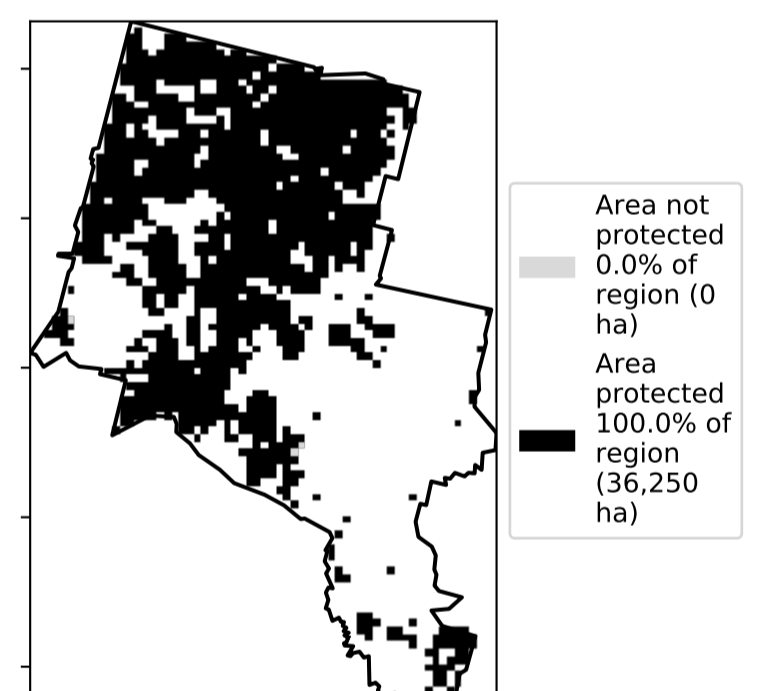 Area not
protected
0.0% of
region (0
ha)
Area
protected
100.0% of
region
(36,250
ha)